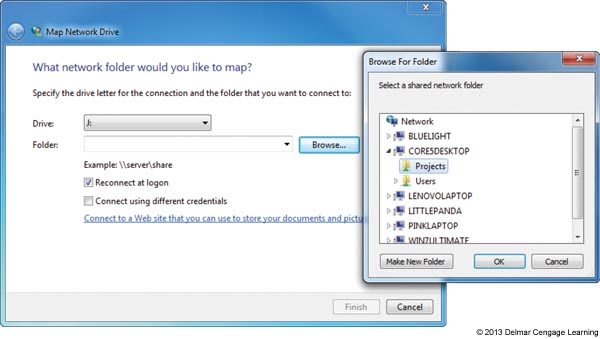 Map Network Drive
What network folder would you like to map?
Specify the drive letter for the connection and the folder that you want to connect to:
Drive: J:
Folder: Browse...
Example: \\server\share
Reconnect at logon
Connect using different credentials
Connect to a Web site that you can use to store your documents and pictu
Finish Cancel
Browse For Folder
Select a shared network folder
Network
BLUELIGHT
CORE5DESKTOP
Projects
Users
LENOVOLAPTOP
LITTLEPANDA
PINKLAPTOP
WIN7ULTIMATE
Make New Folder OK Cancel
© 2013 Delmar Cengage Learning